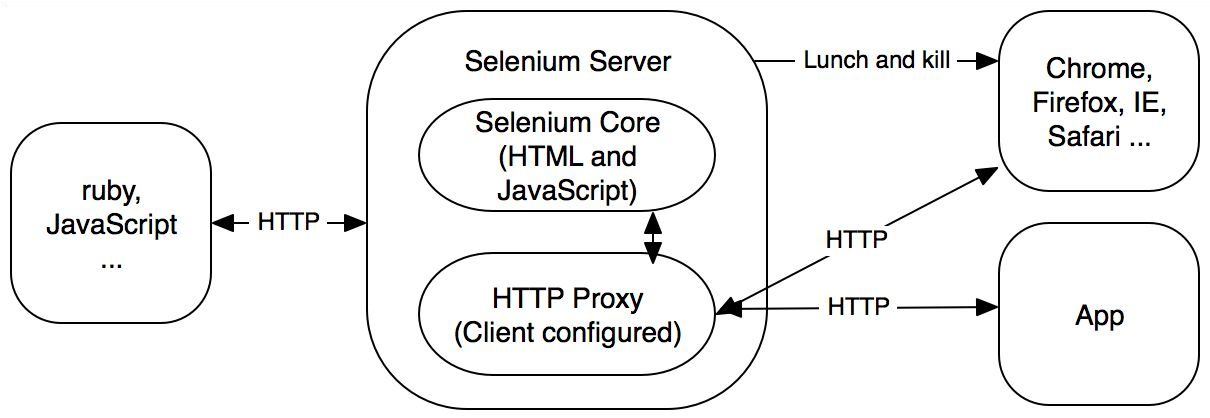 Selenium Server
Lunch and kill
Chrome,
Firefox, IE,
Safari ...
Selenium Core
(HTML and
JavaScript)
ruby,
JavaScript
...
HTTP
HTTP
HTTP Proxy
(Client configured)
HTTP
App